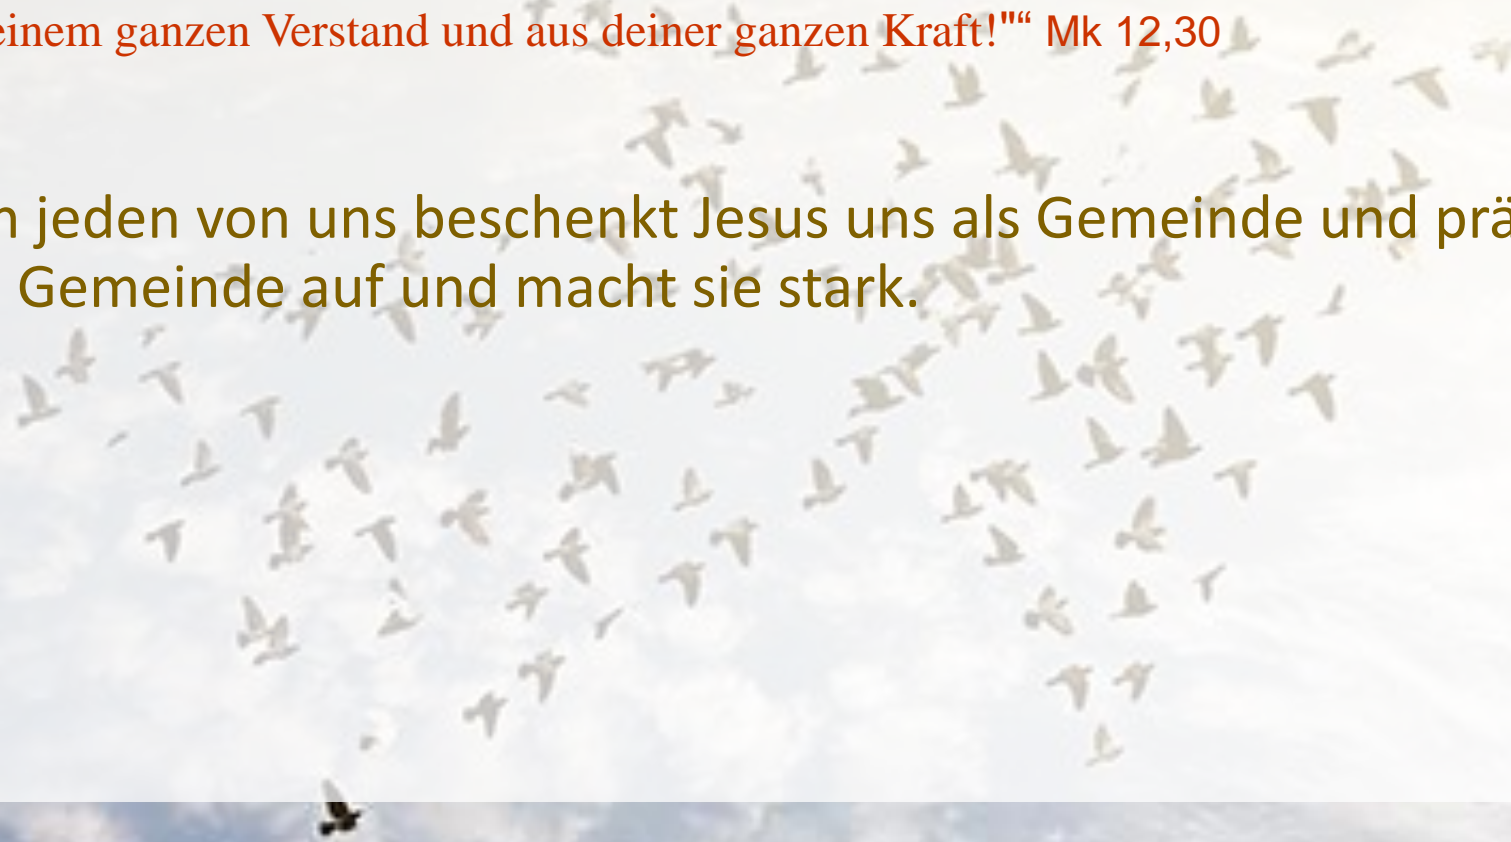 einem ganzen Verstand und aus deiner ganzen Kraft!"“ Mk 12,30
jeden von uns beschenkt Jesus uns als Gemeinde und prä
Gemeinde auf und macht sie stark.